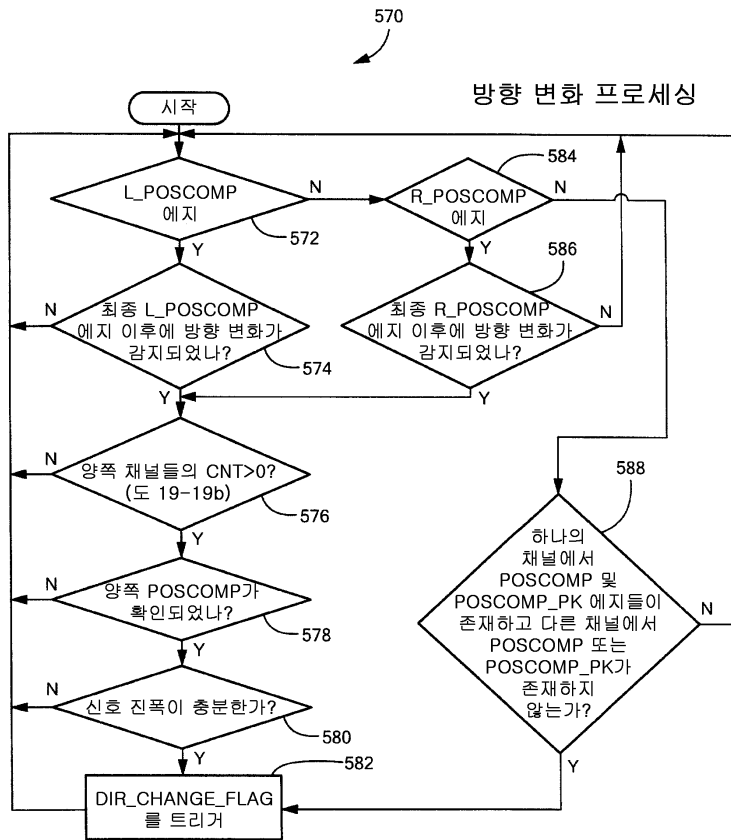 570
방향 변화 프로세싱
시작
L_POSCOMP
에지
N
Y
572
R_POSCOMP
에지
N
Y
584
최종 L_POSCOMP
에지 이후에 방향 변화가
감지되었나?
N
Y
574
최종 R_POSCOMP
에지 이후에 방향 변화가
감지되었나?
N
Y
586
양쪽 채널들의 CNT>0?
(도 19-19b)
N
Y
576
양쪽 POSCOMP가
확인되었나?
N
Y
578
신호 진폭이 충분한가?
N
Y
580
하나의
채널에서
POSCOMP 및
POSCOMP_PK 에지들이
존재하고 다른 채널에서
POSCOMP 또는
POSCOMP_PK가
존재하지
않는가?
N
Y
588
DIR_CHANGE_FLAG
를 트리거
582